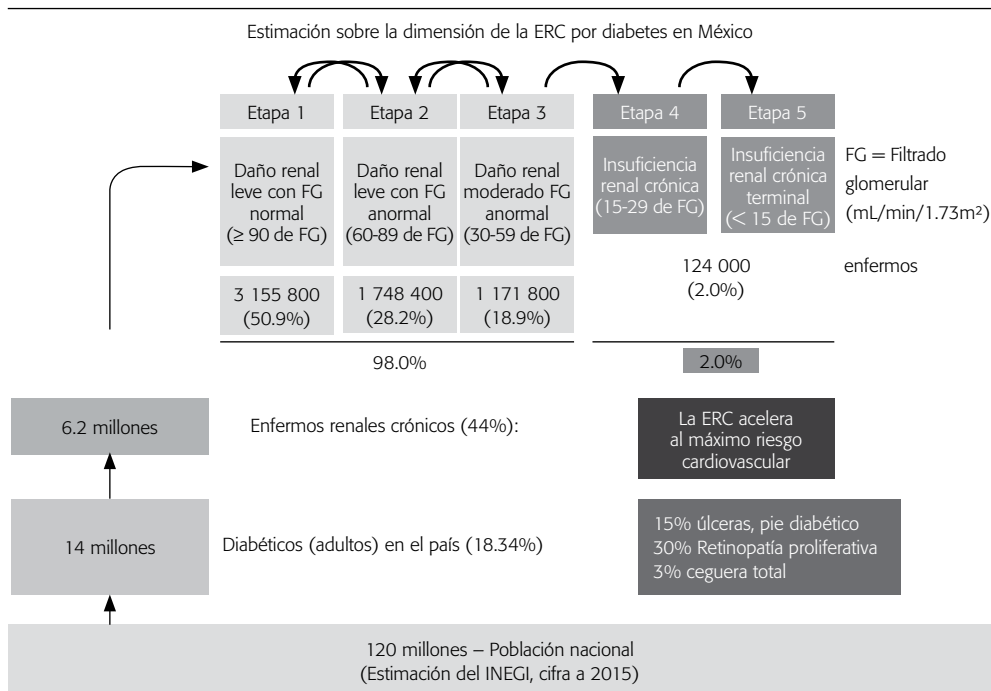 Estimación sobre la dimensión de la ERC por diabetes en México
Etapa 1
Etapa 2
Etapa 3
Etapa 4
Etapa 5
Daño renal
leve con FG
normal
(≥ 90 de FG)
Daño renal
leve con FG
anormal
(60-89 de FG)
Daño renal
moderado FG
anormal
(30-59 de FG)
Insuficiencia
renal crónica
(15-29 de FG)
Insuficiencia
renal crónica
terminal
(< 15 de FG)
FG = Filtrado
glomerular
(mL/min/1.73m²)
3 155 800
(50.9%)
1 748 400
(28.2%)
1 171 800
(18.9%)
124 000
(2.0%)
enfermos
98.0%
2.0%
6.2 millones
Enfermos renales crónicos (44%):
La ERC acelera
al máximo riesgo
cardiovascular
14 millones
Diabéticos (adultos) en el país (18.34%)
15% úlceras, pie diabético
30% Retinopatía proliferativa
3% ceguera total
120 millones – Población nacional
(Estimación del INEGI, cifra a 2015)